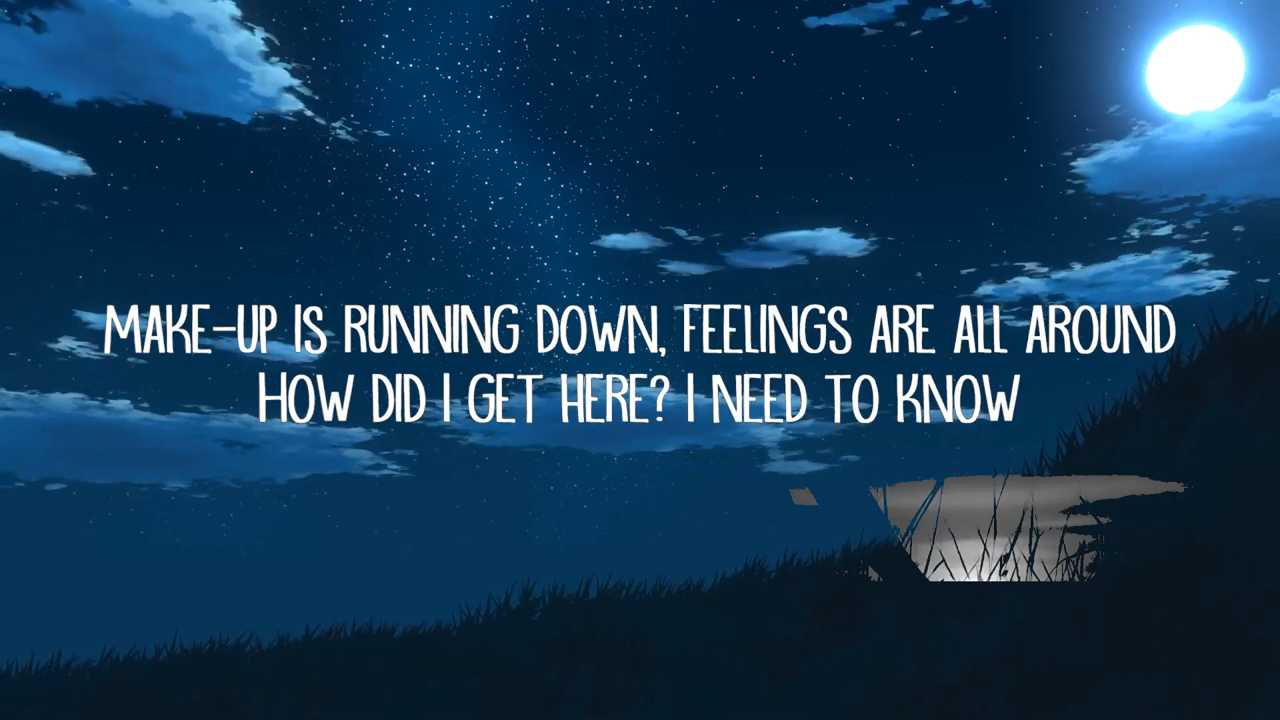 MAKE-UP IS RUNNING DOWN, FEELINGS ARE ALL AROUND
HOW DID I GET HERE? I NEED TO KNOW